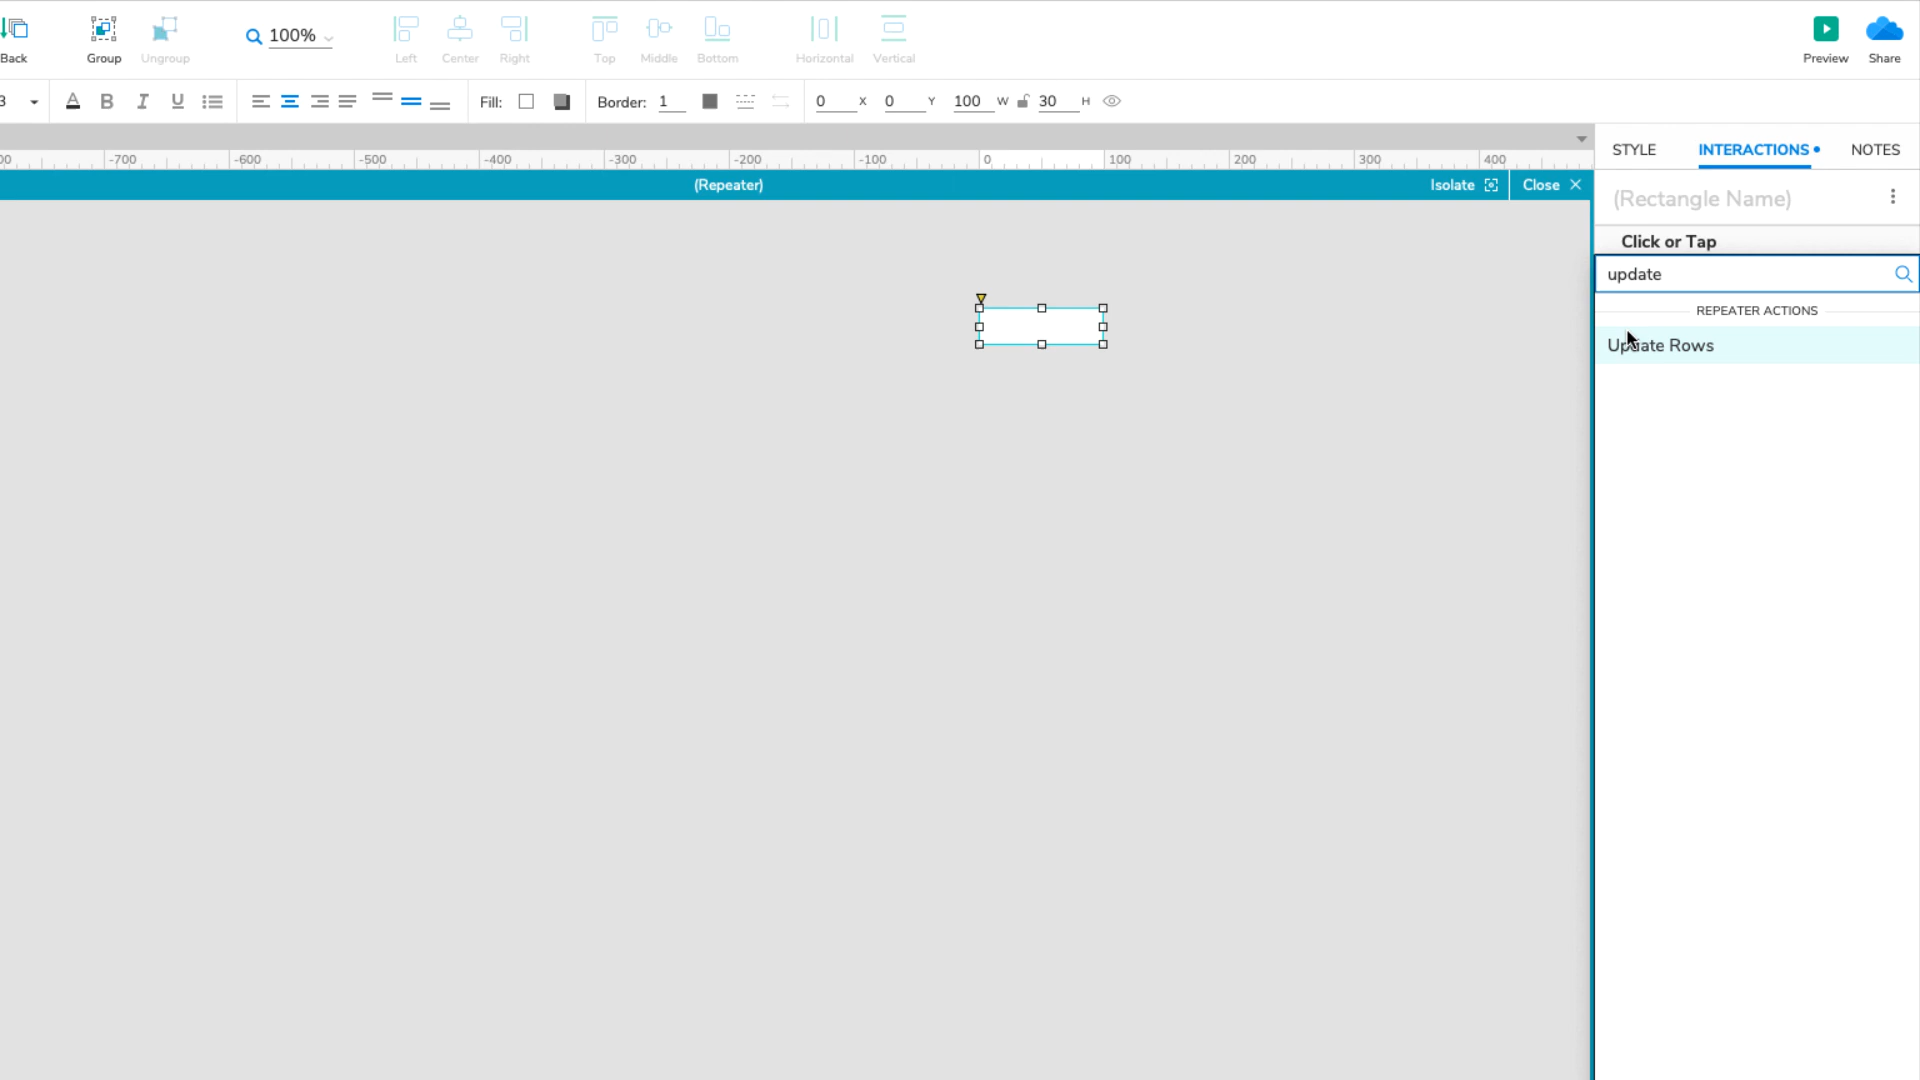 Back
Group
Ungroup
100%
Left
Center
Right
Top
Middle
Bottom
Horizontal
Vertical
Preview
Share
3
B
I
U
Fill:
Border: 1
0 X
0 Y
100 W
30 H
00
-700
-600
-500
-400
-300
-200
-100
0
100
200
300
400
(Repeater)
Isolate
Close
STYLE
INTERACTIONS
NOTES
(Rectangle Name)
Click or Tap
update
REPEATER ACTIONS
Update Rows